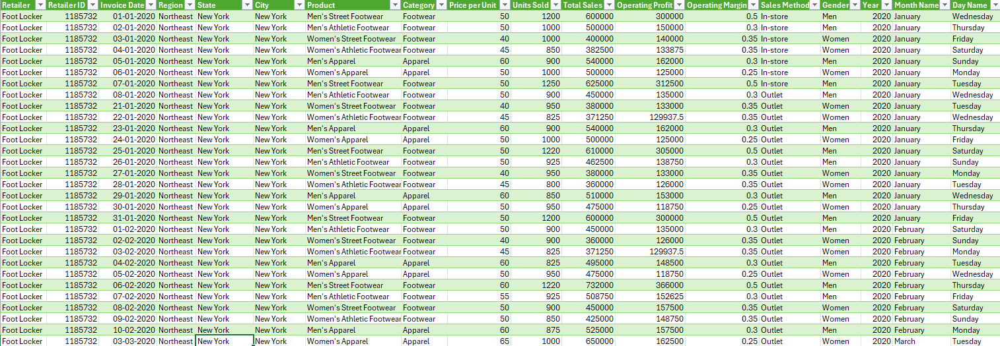 Retailer Retailer ID Invoice Date Region State City Product Category Price per Unit Units Sold Total Sales Operating Profit Operating Margin Sales Method Gender Year Month Name Day Name
Foot Locker 1185732 01-01-2020 Northeast New York New York Men's Street Footwear Footwear 50 1200 600000 300000 0.5 In-store Men 2020 January Wednesday
Foot Locker 1185732 02-01-2020 Northeast New York New York Men's Athletic Footwear Footwear 50 1000 500000 150000 0.3 In-store Men 2020 January Thursday
Foot Locker 1185732 03-01-2020 Northeast New York New York Women's Street Footwear Footwear 40 1000 400000 140000 0.35 In-store Women 2020 January Friday
Foot Locker 1185732 04-01-2020 Northeast New York New York Women's Athletic Footwear Footwear 45 850 382500 133875 0.35 In-store Women 2020 January Saturday
Foot Locker 1185732 05-01-2020 Northeast New York New York Men's Apparel Apparel 60 900 540000 162000 0.3 In-store Men 2020 January Sunday
Foot Locker 1185732 06-01-2020 Northeast New York New York Women's Apparel Apparel 50 1000 500000 125000 0.25 In-store Women 2020 January Monday
Foot Locker 1185732 07-01-2020 Northeast New York New York Men's Street Footwear Footwear 50 1250 625000 312500 0.5 In-store Men 2020 January Tuesday
Foot Locker 1185732 08-01-2020 Northeast New York New York Men's Athletic Footwear Footwear 50 900 450000 135000 0.3 Outlet Men 2020 January Wednesday
Foot Locker 1185732 21-01-2020 Northeast New York New York Women's Street Footwear Footwear 40 950 380000 133000 0.35 Outlet Women 2020 January Tuesday
Foot Locker 1185732 22-01-2020 Northeast New York New York Women's Athletic Footwear Footwear 45 825 371250 129937.5 0.35 Outlet Women 2020 January Wednesday
Foot Locker 1185732 23-01-2020 Northeast New York New York Men's Apparel Apparel 60 900 540000 162000 0.3 Outlet Men 2020 January Thursday
Foot Locker 1185732 24-01-2020 Northeast New York New York Women's Apparel Apparel 50 1000 500000 125000 0.25 Outlet Women 2020 January Friday
Foot Locker 1185732 25-01-2020 Northeast New York New York Men's Street Footwear Footwear 50 1220 610000 305000 0.5 Outlet Men 2020 January Saturday
Foot Locker 1185732 26-01-2020 Northeast New York New York Men's Athletic Footwear Footwear 50 925 462500 138750 0.3 Outlet Men 2020 January Sunday
Foot Locker 1185732 27-01-2020 Northeast New York New York Women's Street Footwear Footwear 40 950 380000 133000 0.35 Outlet Women 2020 January Monday
Foot Locker 1185732 28-01-2020 Northeast New York New York Women's Athletic Footwear Footwear 45 800 360000 126000 0.35 Outlet Women 2020 January Tuesday
Foot Locker 1185732 29-01-2020 Northeast New York New York Men's Apparel Apparel 60 850 510000 153000 0.3 Outlet Men 2020 January Wednesday
Foot Locker 1185732 30-01-2020 Northeast New York New York Women's Apparel Apparel 50 950 475000 118750 0.25 Outlet Women 2020 January Thursday
Foot Locker 1185732 31-01-2020 Northeast New York New York Men's Street Footwear Footwear 50 1200 600000 300000 0.5 Outlet Men 2020 January Friday
Foot Locker 1185732 01-02-2020 Northeast New York New York Men's Athletic Footwear Footwear 50 900 450000 135000 0.3 Outlet Men 2020 February Saturday
Foot Locker 1185732 02-02-2020 Northeast New York New York Women's Street Footwear Footwear 40 900 360000 126000 0.35 Outlet Women 2020 February Sunday
Foot Locker 1185732 03-02-2020 Northeast New York New York Women's Athletic Footwear Footwear 45 825 371250 129937.5 0.35 Outlet Women 2020 February Monday
Foot Locker 1185732 04-02-2020 Northeast New York New York Men's Apparel Apparel 60 825 495000 148500 0.3 Outlet Men 2020 February Tuesday
Foot Locker 1185732 05-02-2020 Northeast New York New York Women's Apparel Apparel 50 950 475000 118750 0.25 Outlet Women 2020 February Wednesday
Foot Locker 1185732 06-02-2020 Northeast New York New York Men's Street Footwear Footwear 60 1220 732000 366000 0.5 Outlet Men 2020 February Thursday
Foot Locker 1185732 07-02-2020 Northeast New York New York Men's Athletic Footwear Footwear 55 925 508750 152625 0.3 Outlet Men 2020 February Friday
Foot Locker 1185732 08-02-2020 Northeast New York New York Women's Street Footwear Footwear 50 900 450000 157500 0.35 Outlet Women 2020 February Saturday
Foot Locker 1185732 09-02-2020 Northeast New York New York Women's Athletic Footwear Footwear 50 850 425000 148750 0.35 Outlet Women 2020 February Sunday
Foot Locker 1185732 10-02-2020 Northeast New York New York Men's Apparel Apparel 60 875 525000 157500 0.3 Outlet Men 2020 February Monday
Foot Locker 1185732 03-03-2020 Northeast New York New York Women's Apparel Apparel 65 1000 650000 162500 0.25 Outlet Women 2020 March Tuesday